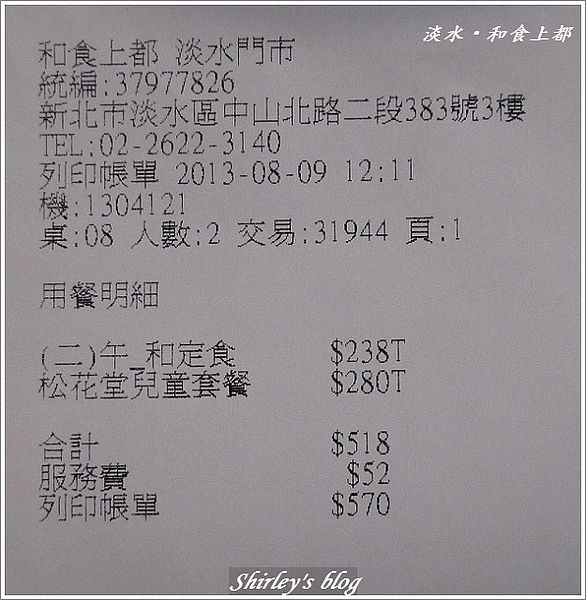 淡水・和食上都
和食上都 淡水門市
統編:37977826
新北市淡水區中山北路二段383號3樓
TEL:02-2622-3140
列印帳單 2013-08-09 12:11
機:1304121
桌:08 人數:2 交易:31944 頁:1
用餐明細
(二)午_和定食 $238T
松花堂兒童套餐 $280T
合計 $518
服務費 $52
列印帳單 $570
Shirley's blog